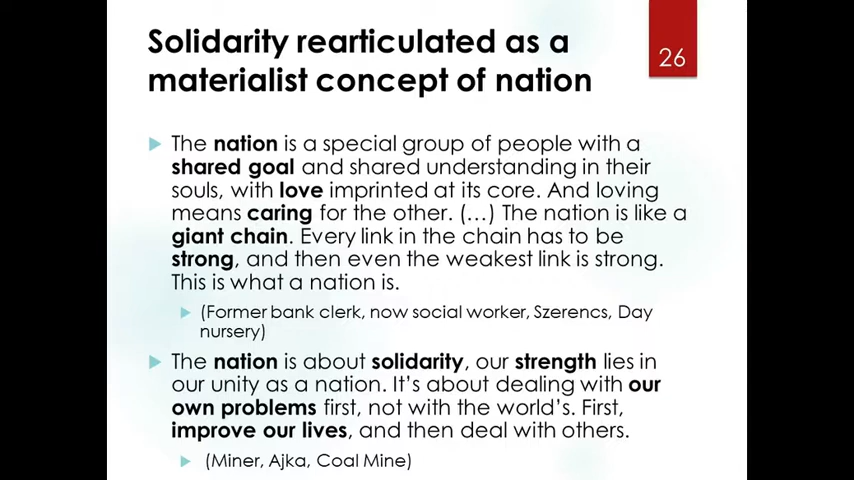 Solidarity rearticulated as a
materialist concept of nation
26
The nation is a special group of people with a
shared goal and shared understanding in their
souls, with love imprinted at its core. And loving
means caring for the other. (…) The nation is like a
giant chain. Every link in the chain has to be
strong, and then even the weakest link is strong.
This is what a nation is.
(Former bank clerk, now social worker, Szerencs, Day
nursery)
The nation is about solidarity, our strength lies in
our unity as a nation. It's about dealing with our
own problems first, not with the world's. First,
improve our lives, and then deal with others.
(Miner, Ajka, Coal Mine)